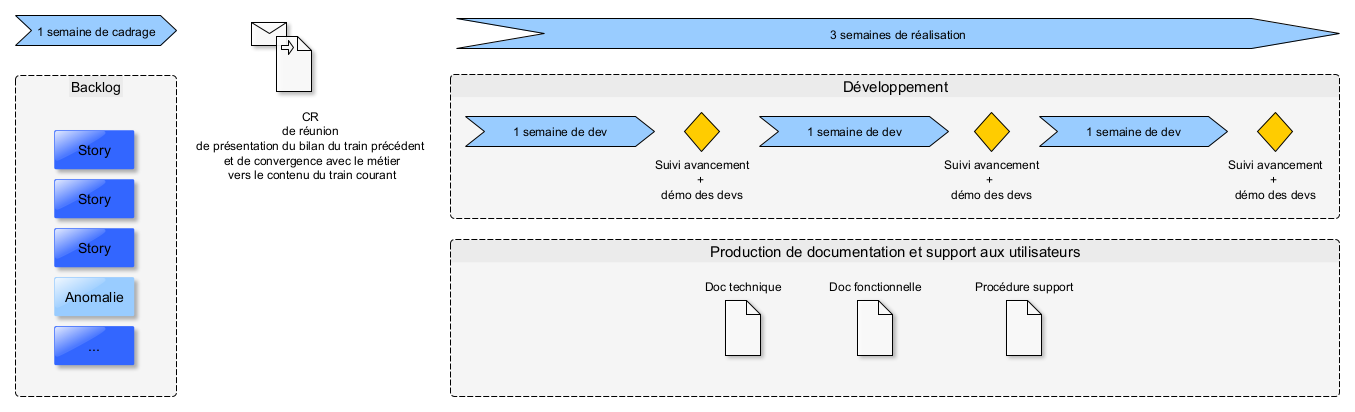 1 semaine de cadrage
3 semaines de réalisation
Backlog
Story
Story
Story
Anomalie
...
CR
de réunion
de présentation du bilan du train précédent
et de convergence avec le métier
vers le contenu du train courant
Développement
1 semaine de dev
Suivi avancement
+
démo des devs
1 semaine de dev
Suivi avancement
+
démo des devs
1 semaine de dev
Suivi avancement
+
démo des devs
Production de documentation et support aux utilisateurs
Doc technique
Doc fonctionnelle
Procédure support